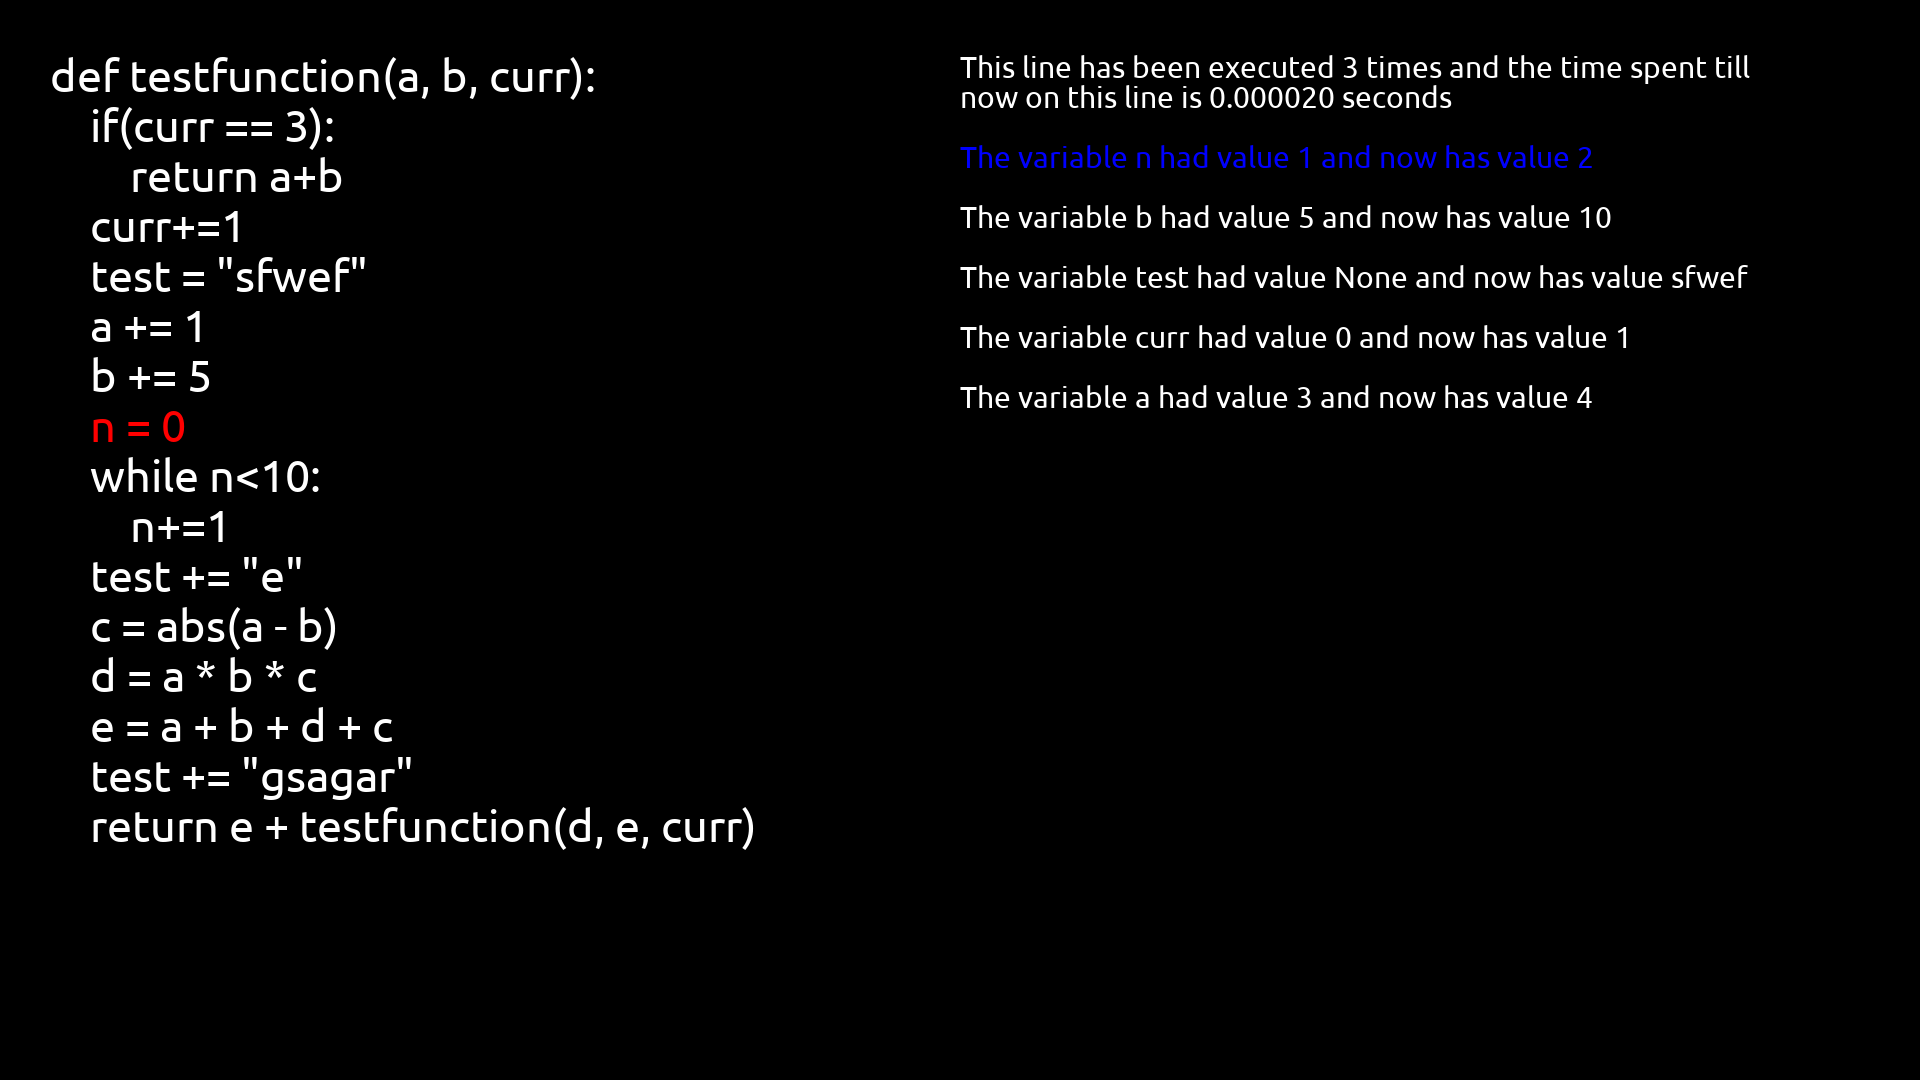 def testfunction(a, b, curr):
    if(curr == 3):
        return a+b
    curr+=1
    test = "sfwef"
    a += 1
    b += 5
    n = 0
    while n<10:
        n+=1
    test += "e"
    c = abs(a - b)
    d = a * b * c
    e = a + b + d + c
    test += "gsagar"
    return e + testfunction(d, e, curr)
This line has been executed 3 times and the time spent till
now on this line is 0.000020 seconds
The variable n had value 1 and now has value 2
The variable b had value 5 and now has value 10
The variable test had value None and now has value sfwef
The variable curr had value 0 and now has value 1
The variable a had value 3 and now has value 4